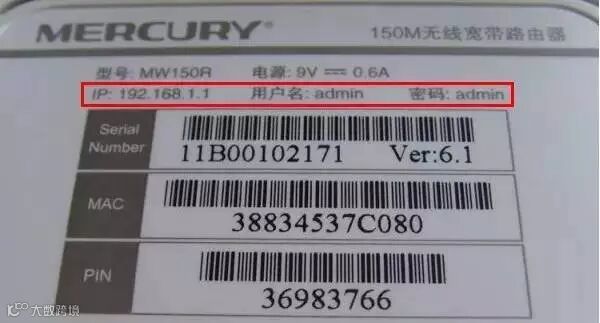 MERCURY® 150M无线宽带路由器
型号: MW150R 电源: 9V ⎓ 0.6A
IP: 192.168.1.1 用户名: admin 密码: admin
Serial Number
11B00102171 Ver:6.1
MAC
38834537C080
PIN
36983766
大数跨境